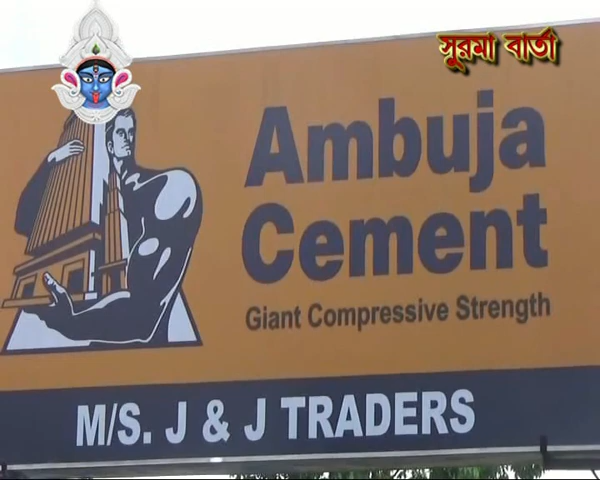 সুরমা বার্তা
Ambuja
Cement
Giant Compressive Strength
M/S. J & J TRADERS